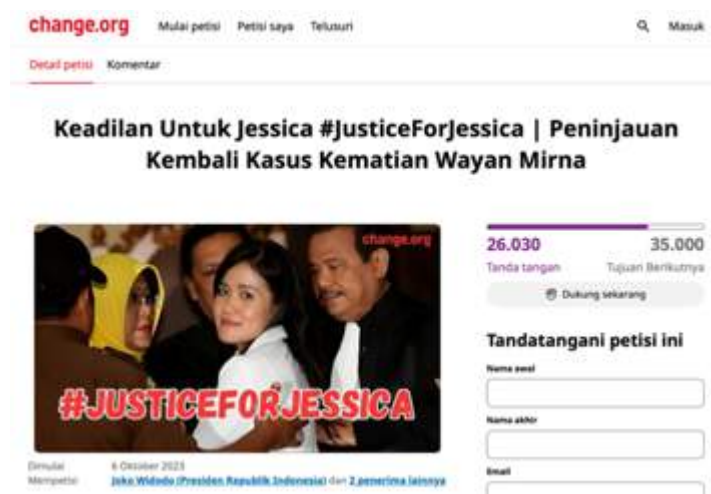 change.org Mulai petisi Petisi saya Telusuri Masuk
Detail petisi Komentar
Keadilan Untuk Jessica #JusticeForJessica | Peninjauan
Kembali Kasus Kematian Wayan Mirna
change.org
#JUSTICEFORJESSICA
Dimulai 6 Oktober 2023
Mempetisi Joko Widodo (Presiden Republik Indonesia) dan 2 penerima lainnya
26.030 35.000
Tanda tangan Tujuan Berikutnya
Dukung sekarang
Tandatangani petisi ini
Nama awal
Nama akhir
Email